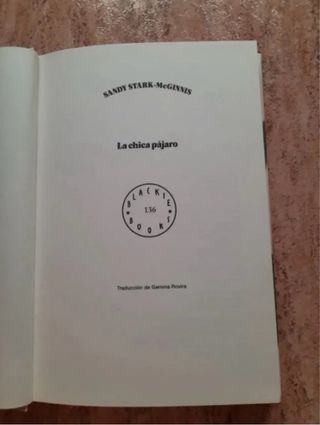 SANDY STARK-McGINNIS
La chica pájaro
BLACKIE BOOKS
136
Traducción de Gemma Rovira